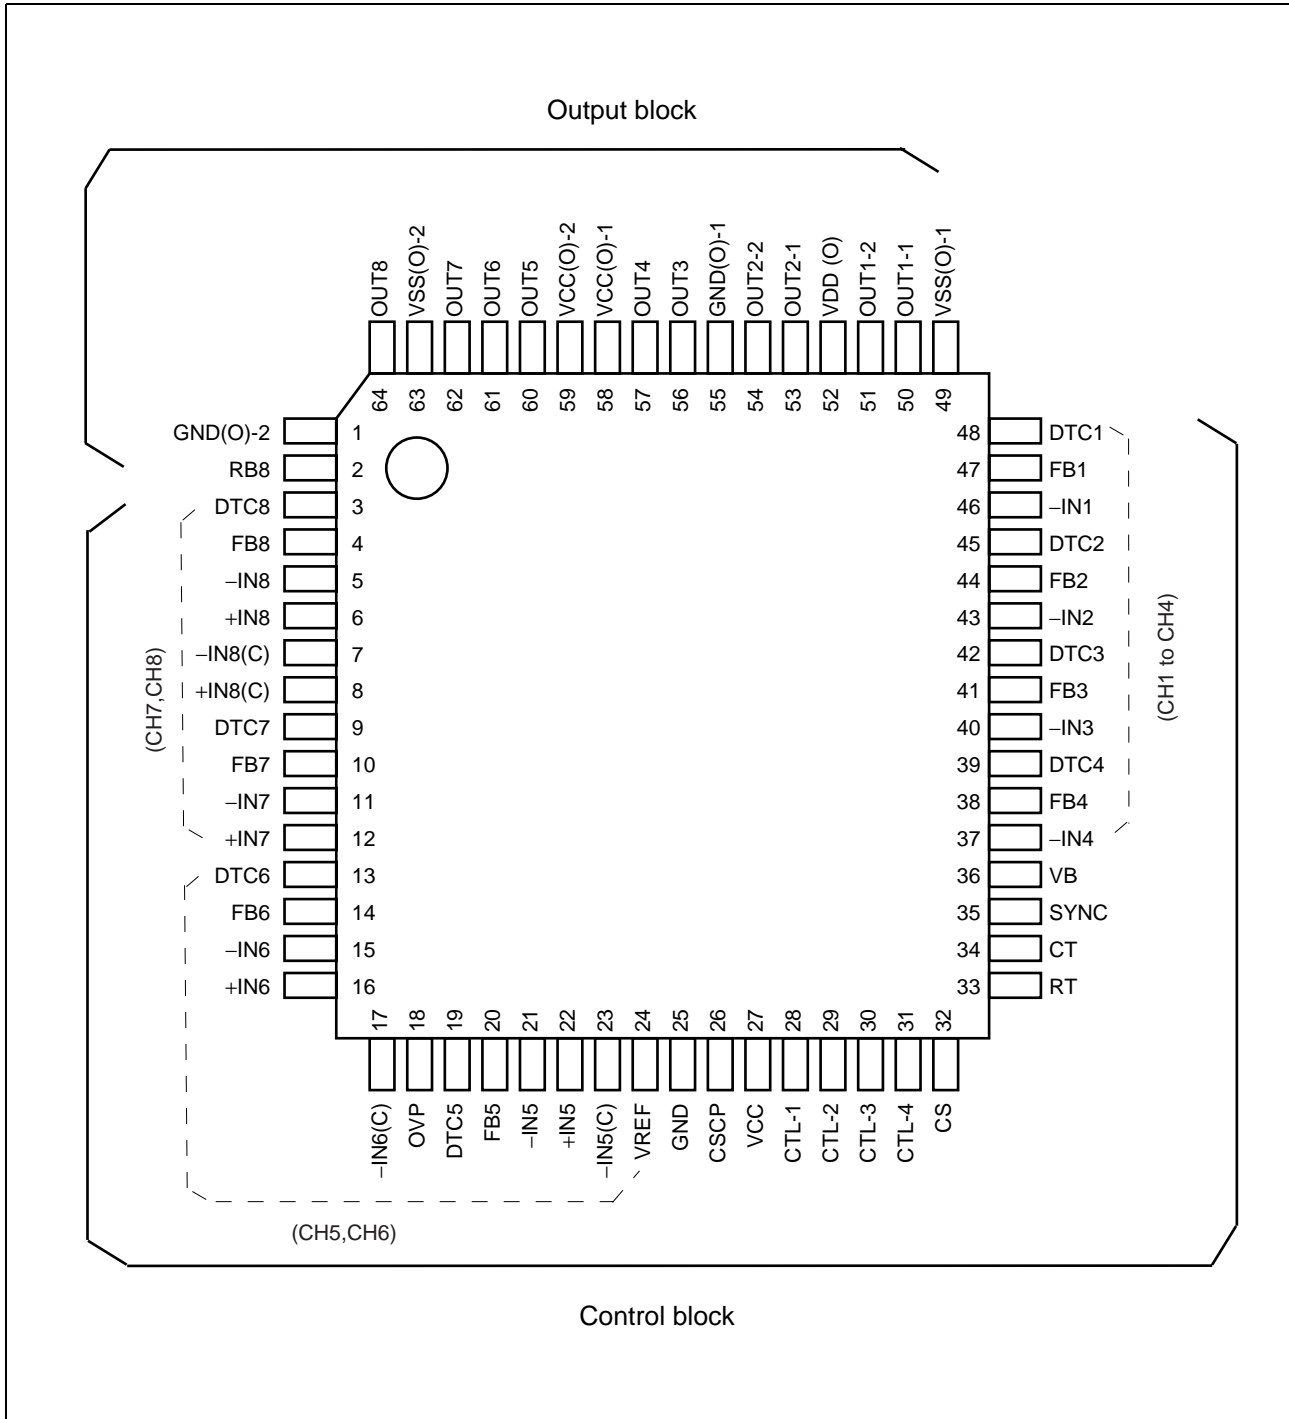 Output block
OUT8
VSS(O)-2
OUT7
OUT6
OUT5
VCC(O)-2
VCC(O)-1
OUT4
OUT3
GND(O)-1
OUT2-2
OUT2-1
VDD (O)
OUT1-2
OUT1-1
VSS(O)-1
64
63
62
61
60
59
58
57
56
55
54
53
52
51
50
49
GND(O)-2 1
RB8 2
DTC8 3
FB8 4
−IN8 5
+IN8 6
−IN8(C) 7
+IN8(C) 8
DTC7 9
FB7 10
−IN7 11
+IN7 12
DTC6 13
FB6 14
−IN6 15
+IN6 16
(CH7,CH8)
48 DTC1
47 FB1
46 −IN1
45 DTC2
44 FB2
43 −IN2
42 DTC3
41 FB3
40 −IN3
39 DTC4
38 FB4
37 −IN4
36 VB
35 SYNC
34 CT
33 RT
(CH1 to CH4)
17
18
19
20
21
22
23
24
25
26
27
28
29
30
31
32
−IN6(C)
OVP
DTC5
FB5
−IN5
+IN5
−IN5(C)
VREF
GND
CSCP
VCC
CTL-1
CTL-2
CTL-3
CTL-4
CS
(CH5,CH6)
Control block